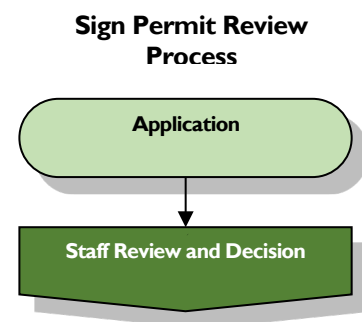 Sign Permit Review
Process
Application
Staff Review and Decision